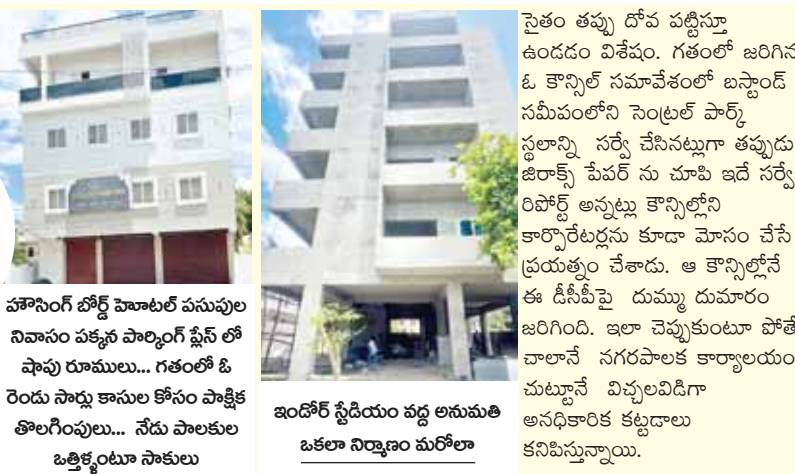 హౌసింగ్ బోర్డ్ హెూటల్ పసుపుల
నివాసం పక్కన పార్కింగ్ ప్లేస్ లో
షాపు రూములు... గతంలో ఓ
రెండు సార్లు కాసుల కోసం పాక్షిక
తొలగింపులు... నేడు పాలకుల
ఒత్తిళ్లంటూ సాకులు
ఇండోర్ స్టేడియం వద్ద అనుమతి
ఒకలా నిర్మాణం మరోలా
సైతం తప్పు దోవ పట్టిస్తూ
ఉండడం విశేషం. గతంలో జరిగిన
ఓ కౌన్సిల్ సమావేశంలో బస్టాండ్
సమీపంలోని సెంట్రల్ పార్క్
స్థలాన్ని సర్వే చేసినట్లుగా తప్పుడు
జిరాక్స్ పేపర్ ను చూపి ఇదే సర్వే
రిపోర్ట్ అన్నట్లు కౌన్సిల్లోని
కార్పొరేటర్లను కూడా మోసం చేసే
ప్రయత్నం చేశాడు. ఆ కౌన్సిల్లోనే
ఈ డీసీపీపై దుమ్ము దుమారం
జరిగింది. ఇలా చెప్పుకుంటూ పోతే
చాలానే నగరపాలక కార్యాలయం
చుట్టూనే విచ్చలవిడిగా
అనధికారిక కట్టడాలు
కనిపిస్తున్నాయి.